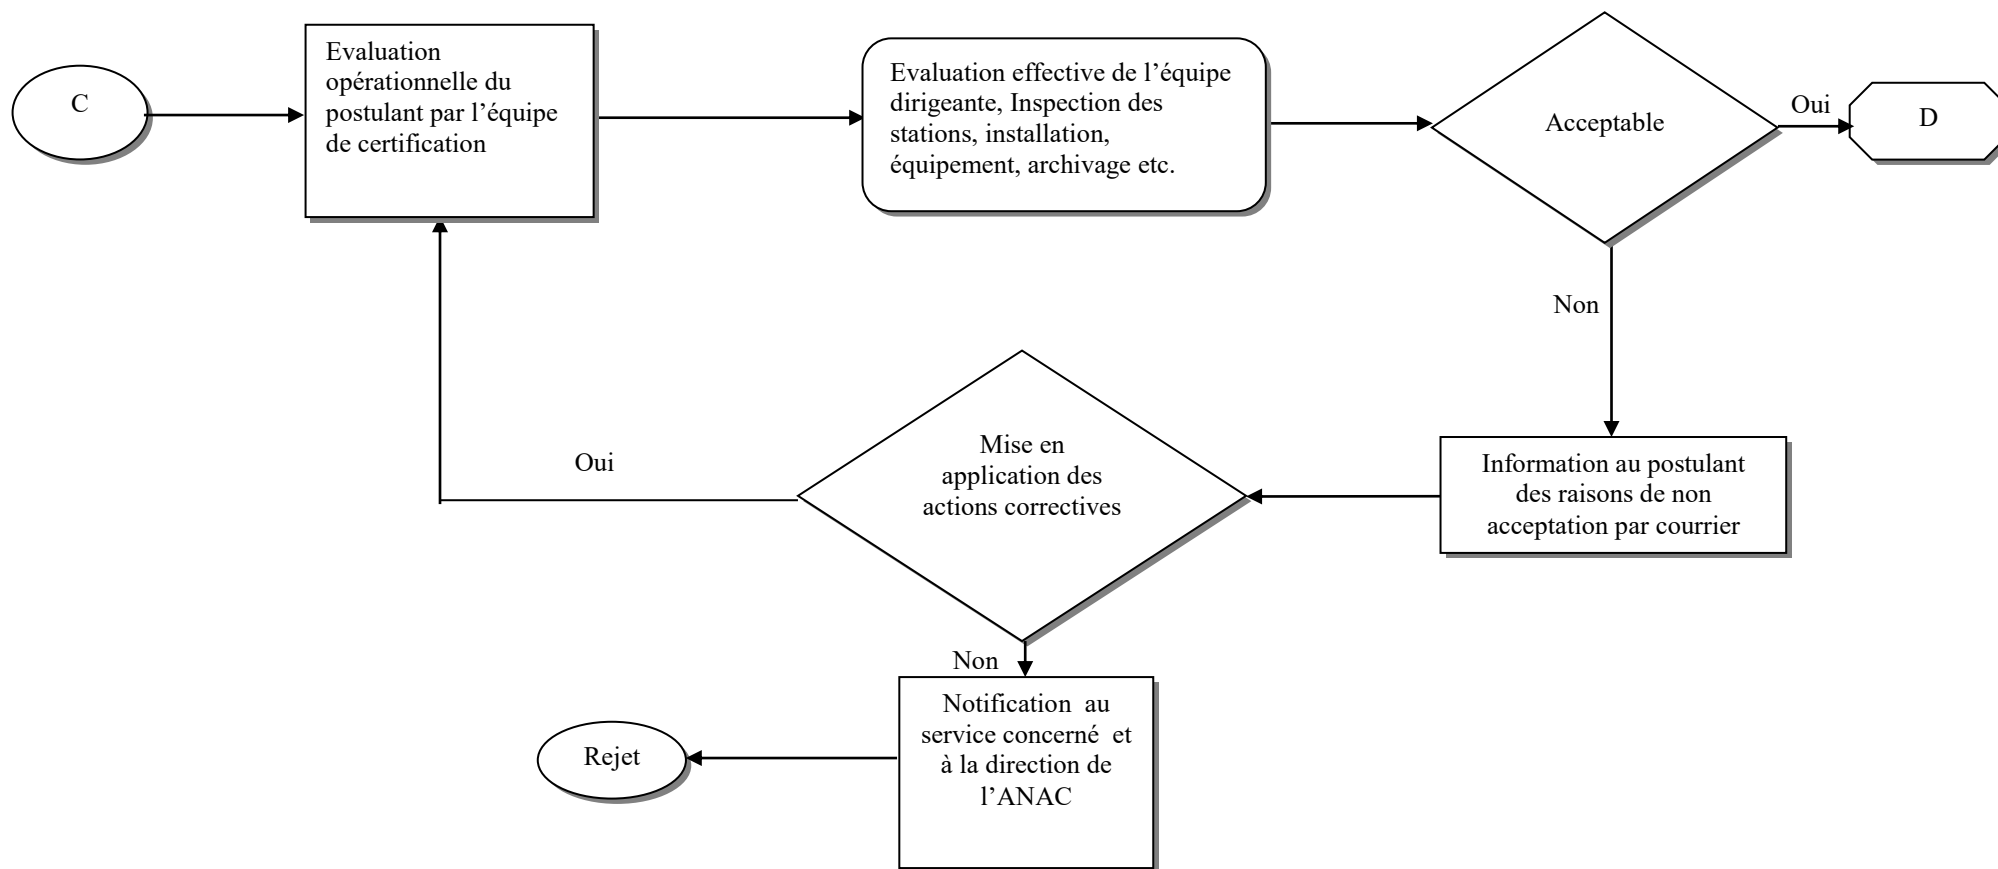 C
Evaluation
opérationnelle du
postulant par l’équipe
de certification
Evaluation effective de l’équipe
dirigeante, Inspection des
stations, installation,
équipement, archivage etc.
Acceptable
Oui
D
Non
Information au postulant
des raisons de non
acceptation par courrier
Mise en
application des
actions correctives
Oui
Non
Notification  au
service concerné  et
à la direction de
l’ANAC
Rejet